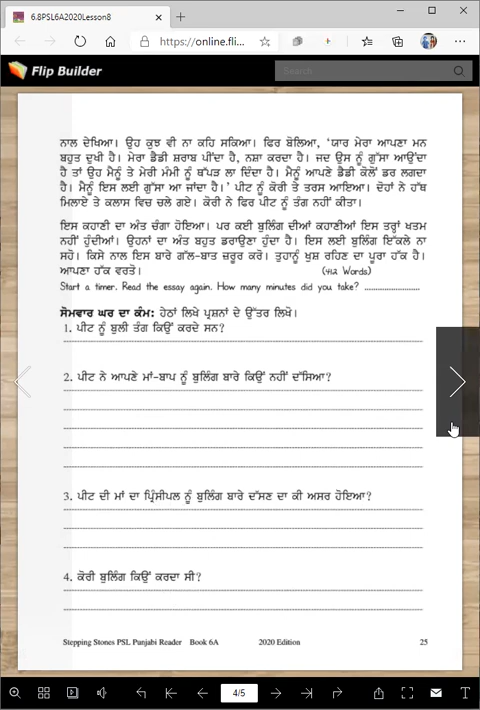 6.8PSL6A2020Lesson8
https://online.fli...
Flip Builder
Search
ਨਾਲ ਦੇਖਿਆ। ਉਹ ਕੁਝ ਵੀ ਨਾ ਕਹਿ ਸਕਿਆ। ਫਿਰ ਬੋਲਿਆ, 'ਯਾਰ ਮੇਰਾ ਆਪਣਾ ਮਨ
ਬਹੁਤ ਦੁਖੀ ਹੈ। ਮੇਰਾ ਡੈਡੀ ਸ਼ਰਾਬ ਪੀਂਦਾ ਹੈ, ਨਸ਼ਾ ਕਰਦਾ ਹੈ। ਜਦ ਉਸ ਨੂੰ ਗੁੱਸਾ ਆਉਂਦਾ
ਹੈ ਤਾਂ ਉਹ ਮੈਨੂੰ ਤੇ ਮੇਰੀ ਮੰਮੀ ਨੂੰ ਥੱਪੜ ਲਾ ਦਿੰਦਾ ਹੈ। ਮੈਨੂੰ ਆਪਣੇ ਡੈਡੀ ਕੋਲੋਂ ਡਰ ਲਗਦਾ
ਹੈ। ਮੈਨੂੰ ਇਸ ਲਈ ਗੁੱਸਾ ਆ ਜਾਂਦਾ ਹੈ।' ਪੀਟ ਨੂੰ ਕੋਰੀ ਤੇ ਤਰਸ ਆਇਆ। ਦੋਹਾਂ ਨੇ ਹੱਥ
ਮਿਲਾਏ ਤੇ ਕਲਾਸ ਵਿਚ ਚਲੇ ਗਏ। ਕੋਰੀ ਨੇ ਫਿਰ ਪੀਟ ਨੂੰ ਤੰਗ ਨਹੀਂ ਕੀਤਾ।
ਇਸ ਕਹਾਣੀ ਦਾ ਅੰਤ ਚੰਗਾ ਹੋਇਆ। ਪਰ ਕਈ ਬੁਲਿੰਗ ਦੀਆਂ ਕਹਾਣੀਆਂ ਇਸ ਤਰ੍ਹਾਂ ਖਤਮ
ਨਹੀਂ ਹੁੰਦੀਆਂ। ਉਹਨਾਂ ਦਾ ਅੰਤ ਬਹੁਤ ਡਰਾਉਣਾ ਹੁੰਦਾ ਹੈ। ਇਸ ਲਈ ਬੁਲਿੰਗ ਇੱਕਲੇ ਨਾ
ਸਹੋ। ਕਿਸੇ ਨਾਲ ਇਸ ਬਾਰੇ ਗੱਲ-ਬਾਤ ਜ਼ਰੂਰ ਕਰੋ। ਤੁਹਾਨੂੰ ਖੁਸ਼ ਰਹਿਣ ਦਾ ਪੂਰਾ ਹੱਕ ਹੈ।
ਆਪਣਾ ਹੱਕ ਵਰਤੋ। (412 Words)
Start a timer. Read the essay again. How many minutes did you take? ........................
ਸੋਮਵਾਰ ਘਰ ਦਾ ਕੰਮ: ਹੇਠਾਂ ਲਿਖੇ ਪ੍ਰਸ਼ਨਾਂ ਦੇ ਉੱਤਰ ਲਿਖੋ।
1. ਪੀਟ ਨੂੰ ਬੁਲੀ ਤੰਗ ਕਿਉਂ ਕਰਦੇ ਸਨ?
2. ਪੀਟ ਨੇ ਆਪਣੇ ਮਾਂ-ਬਾਪ ਨੂੰ ਬੁਲਿੰਗ ਬਾਰੇ ਕਿਉਂ ਨਹੀਂ ਦੱਸਿਆ?
3. ਪੀਟ ਦੀ ਮਾਂ ਦਾ ਪ੍ਰਿੰਸੀਪਲ ਨੂੰ ਬੁਲਿੰਗ ਬਾਰੇ ਦੱਸਣ ਦਾ ਕੀ ਅਸਰ ਹੋਇਆ?
4. ਕੋਰੀ ਬੁਲਿੰਗ ਕਿਉਂ ਕਰਦਾ ਸੀ?
Stepping Stones PSL Punjabi Reader Book 6A 2020 Edition 25
4/5